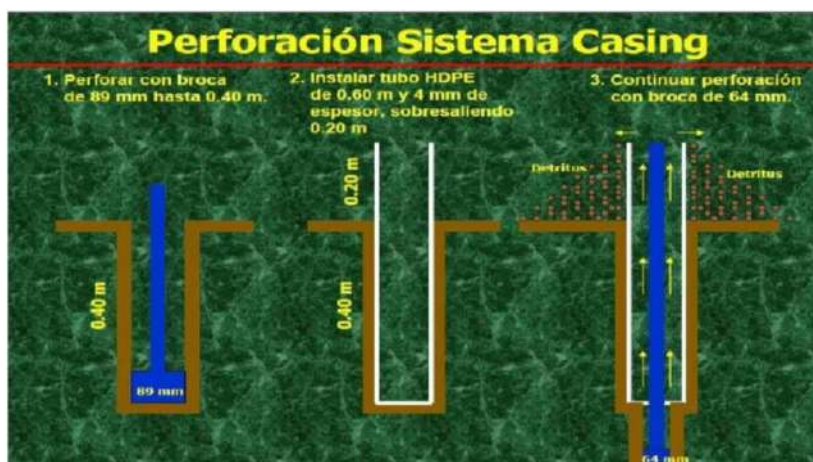 Perforación Sistema Casing
1. Perforar con broca
de 89 mm hasta 0.40 m.
2. Instalar tubo HDPE
de 0.60 m y 4 mm de
espesor, sobresaliendo
0.20 m
3. Continuar perforación
con broca de 64 mm.
0.40 m
89 mm
0.20 m
0.40 m
Detritus
Detritus
64 mm